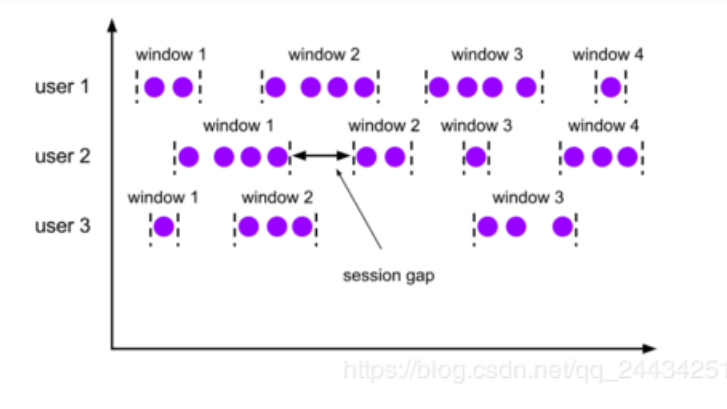 window 1 window 2 window 3 window 4
user 1
window 1 window 2 window 3 window 4
user 2
window 1 window 2 window 3
user 3
session gap
https://blog.csdn.net/qq_24434251